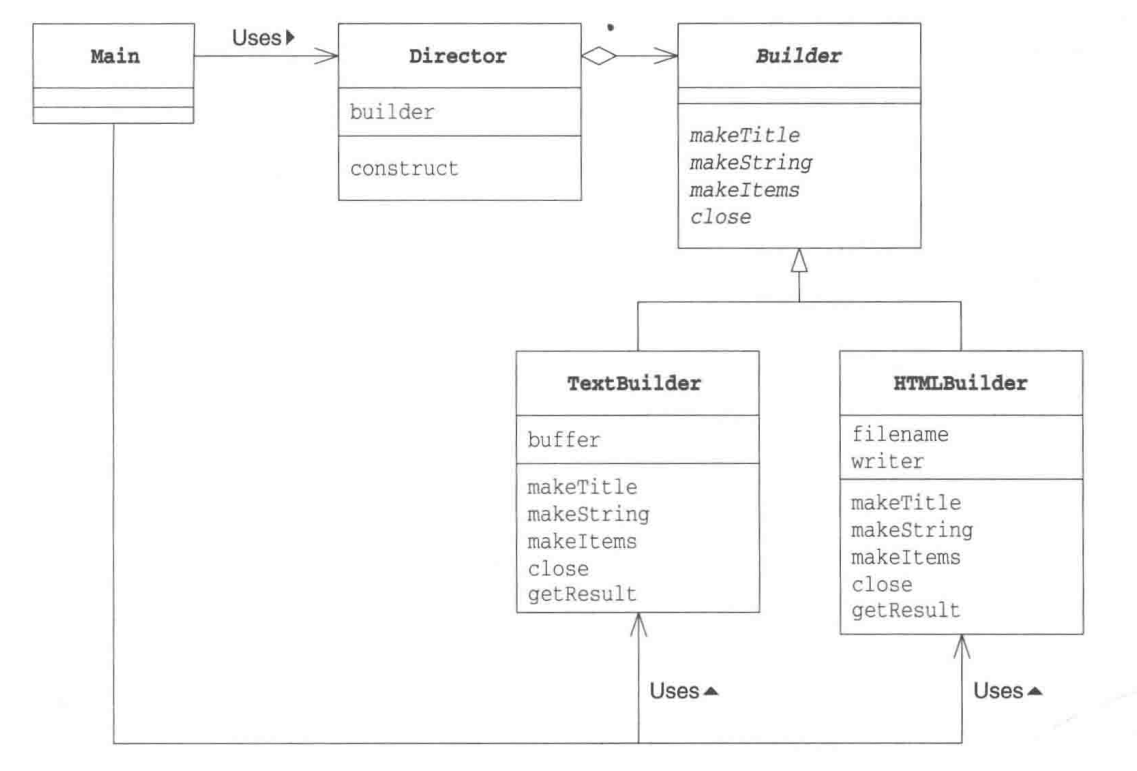 Main
Uses▶
Director
builder
construct
Builder
makeTitle
makeString
makeItems
close
TextBuilder
buffer
makeTitle
makeString
makeItems
close
getResult
HTMLBuilder
filename
writer
makeTitle
makeString
makeItems
close
getResult
Uses▲
Uses▲